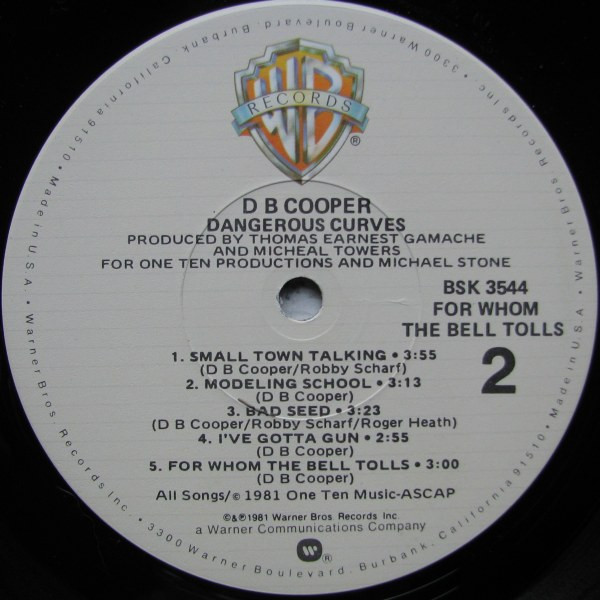 WB
RECORDS
®
D B COOPER
DANGEROUS CURVES
PRODUCED BY THOMAS EARNEST GAMACHE
AND MICHEAL TOWERS
FOR ONE TEN PRODUCTIONS AND MICHAEL STONE
BSK 3544
FOR WHOM
THE BELL TOLLS
2
1. SMALL TOWN TALKING • 3:55
(D B Cooper/Robby Scharf)
2. MODELING SCHOOL • 3:13
(D B Cooper)
3. BAD SEED • 3:23
(D B Cooper/Robby Scharf/Roger Heath)
4. I'VE GOTTA GUN • 2:55
(D B Cooper)
5. FOR WHOM THE BELL TOLLS • 3:00
(D B Cooper)
All Songs/© 1981 One Ten Music-ASCAP
©&℗1981 Warner Bros. Records Inc.
a Warner Communications Company
W ®
Made in U.S.A. • Warner Bros. Records Inc. • 3300 Warner Boulevard, Burbank, California 91510 • Made in U.S.A. • Warner Bros. Records Inc. • 3300 Warner Boulevard, Burbank, California 91510 •